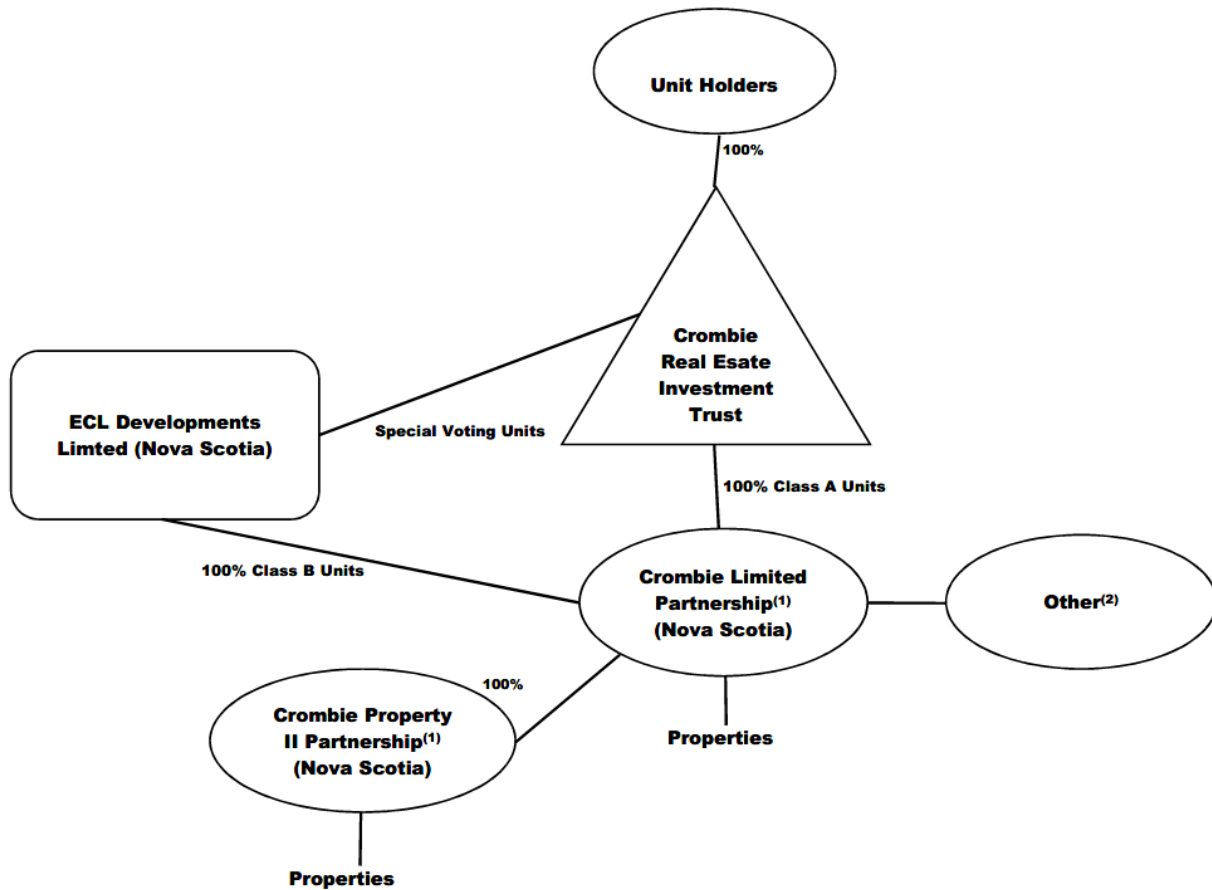 Unit Holders
100%
Crombie
Real Esate
Investment
Trust
ECL Developments
Limted (Nova Scotia)
Special Voting Units
100% Class A Units
100% Class B Units
Crombie Limited
Partnership(1)
(Nova Scotia)
Other(2)
100%
Crombie Property
II Partnership(1)
(Nova Scotia)
Properties
Properties